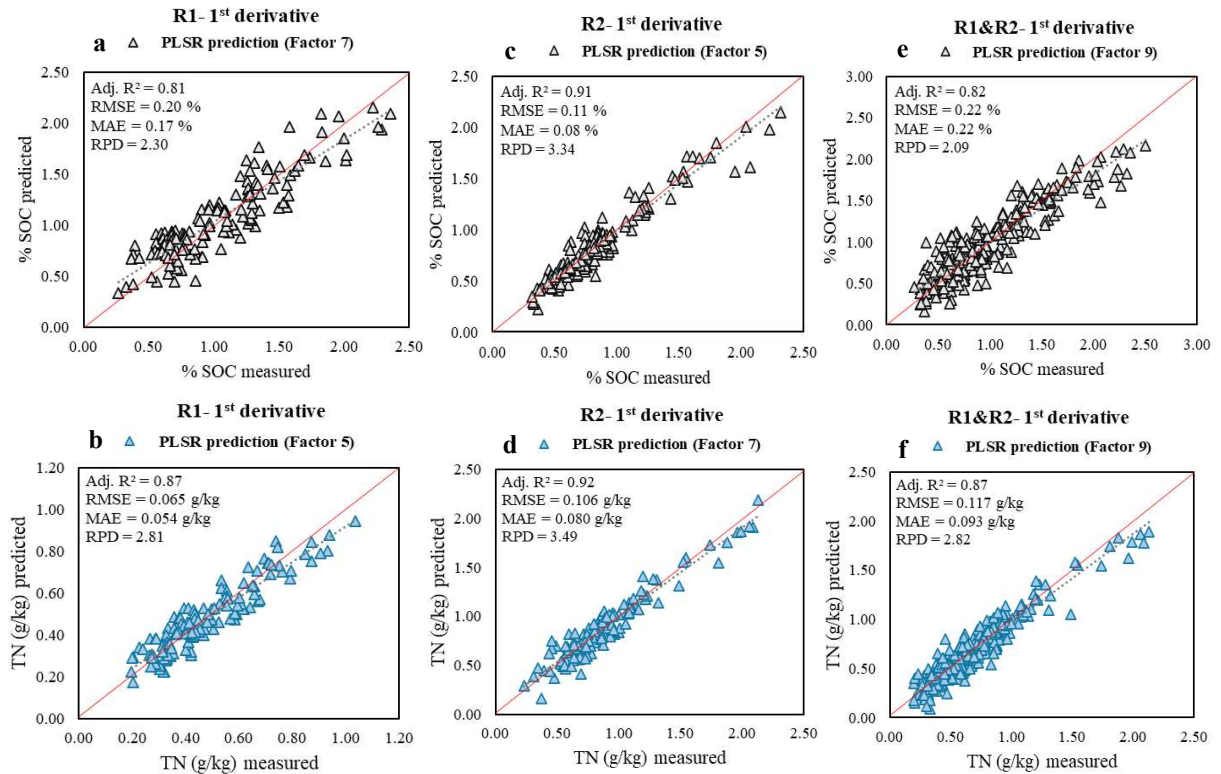 R1- 1st derivative
a PLSR prediction (Factor 7)
Adj. R² = 0.81
RMSE = 0.20 %
MAE = 0.17 %
RPD = 2.30
2.50
2.00
1.50
1.00
0.50
0.00
% SOC predicted
0.00 0.50 1.00 1.50 2.00 2.50
% SOC measured
R2- 1st derivative
c PLSR prediction (Factor 5)
Adj. R² = 0.91
RMSE = 0.11 %
MAE = 0.08 %
RPD = 3.34
2.50
2.00
1.50
1.00
0.50
0.00
% SOC predicted
0.00 0.50 1.00 1.50 2.00 2.50
% SOC measured
R1&R2- 1st derivative
e PLSR prediction (Factor 9)
Adj. R² = 0.82
RMSE = 0.22 %
MAE = 0.22 %
RPD = 2.09
3.00
2.50
2.00
1.50
1.00
0.50
0.00
% SOC predicted
0.00 0.50 1.00 1.50 2.00 2.50 3.00
% SOC measured
R1- 1st derivative
b PLSR prediction (Factor 5)
Adj. R² = 0.87
RMSE = 0.065 g/kg
MAE = 0.054 g/kg
RPD = 2.81
1.20
1.00
0.80
0.60
0.40
0.20
0.00
TN (g/kg) predicted
0.00 0.20 0.40 0.60 0.80 1.00 1.20
TN (g/kg) measured
R2- 1st derivative
d PLSR prediction (Factor 7)
Adj. R² = 0.92
RMSE = 0.106 g/kg
MAE = 0.080 g/kg
RPD = 3.49
2.50
2.00
1.50
1.00
0.50
0.00
TN (g/kg) predicted
0.00 0.50 1.00 1.50 2.00 2.50
TN (g/kg) measured
R1&R2- 1st derivative
f PLSR prediction (Factor 9)
Adj. R² = 0.87
RMSE = 0.117 g/kg
MAE = 0.093 g/kg
RPD = 2.82
2.50
2.00
1.50
1.00
0.50
0.00
TN (g/kg) predicted
0.00 0.50 1.00 1.50 2.00 2.50
TN (g/kg) measured